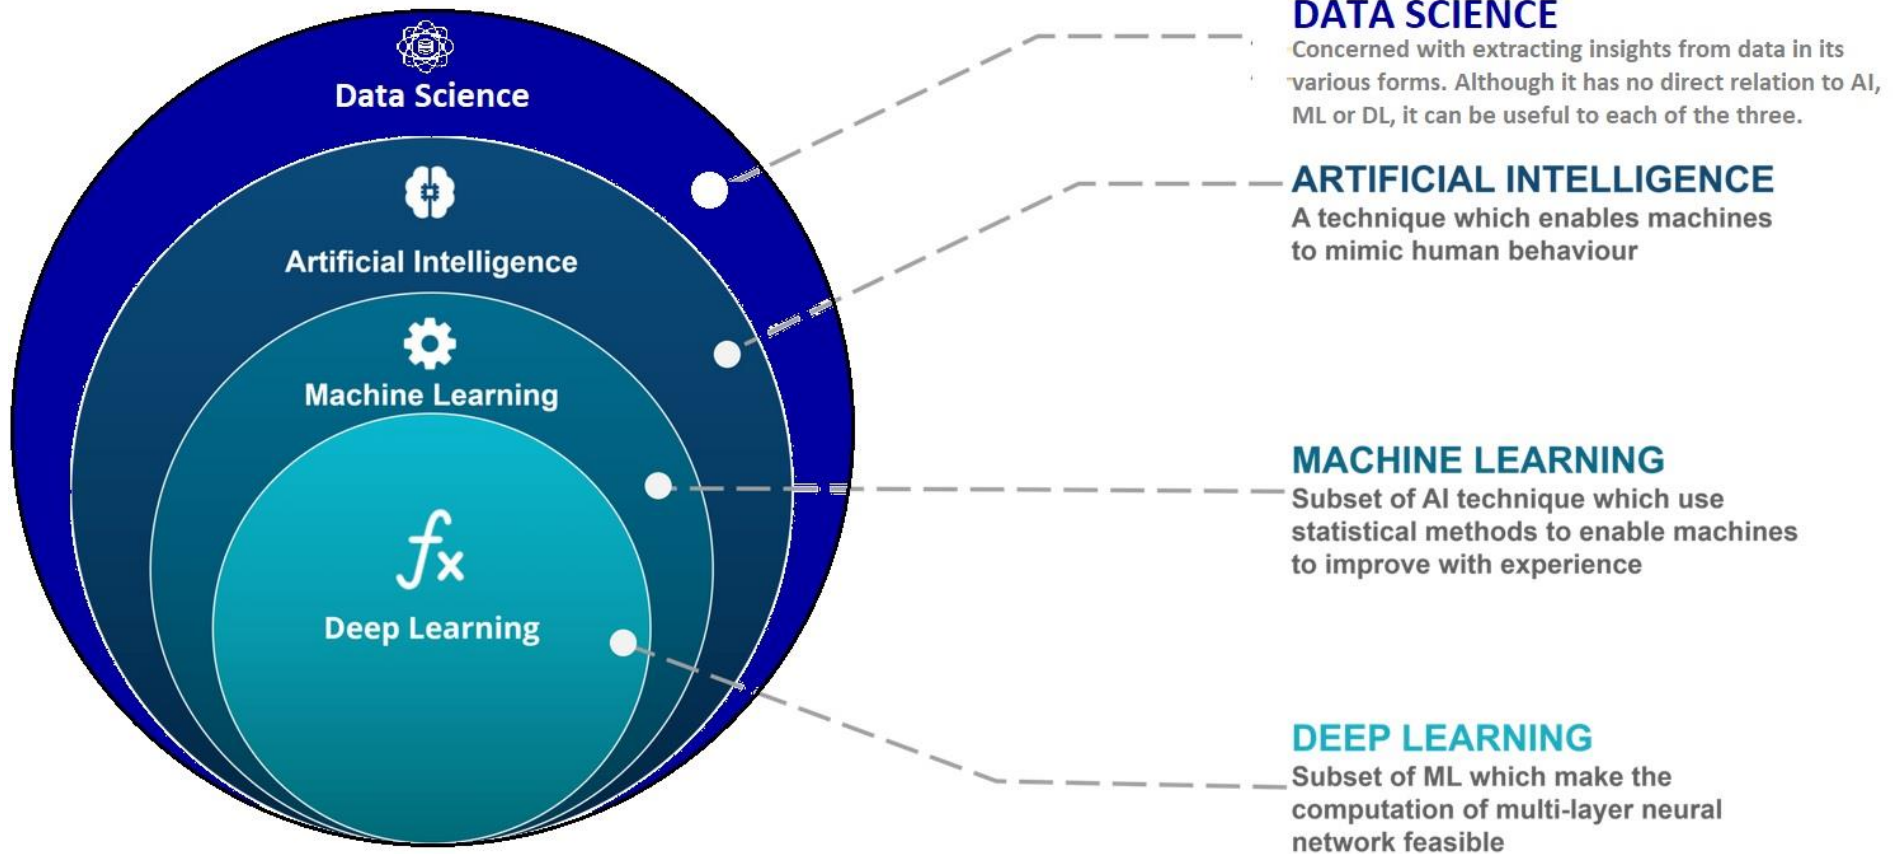 Data Science
Artificial Intelligence
Machine Learning
fx
Deep Learning
DATA SCIENCE
Concerned with extracting insights from data in its
various forms. Although it has no direct relation to AI,
ML or DL, it can be useful to each of the three.
ARTIFICIAL INTELLIGENCE
A technique which enables machines
to mimic human behaviour
MACHINE LEARNING
Subset of AI technique which use
statistical methods to enable machines
to improve with experience
DEEP LEARNING
Subset of ML which make the
computation of multi-layer neural
network feasible